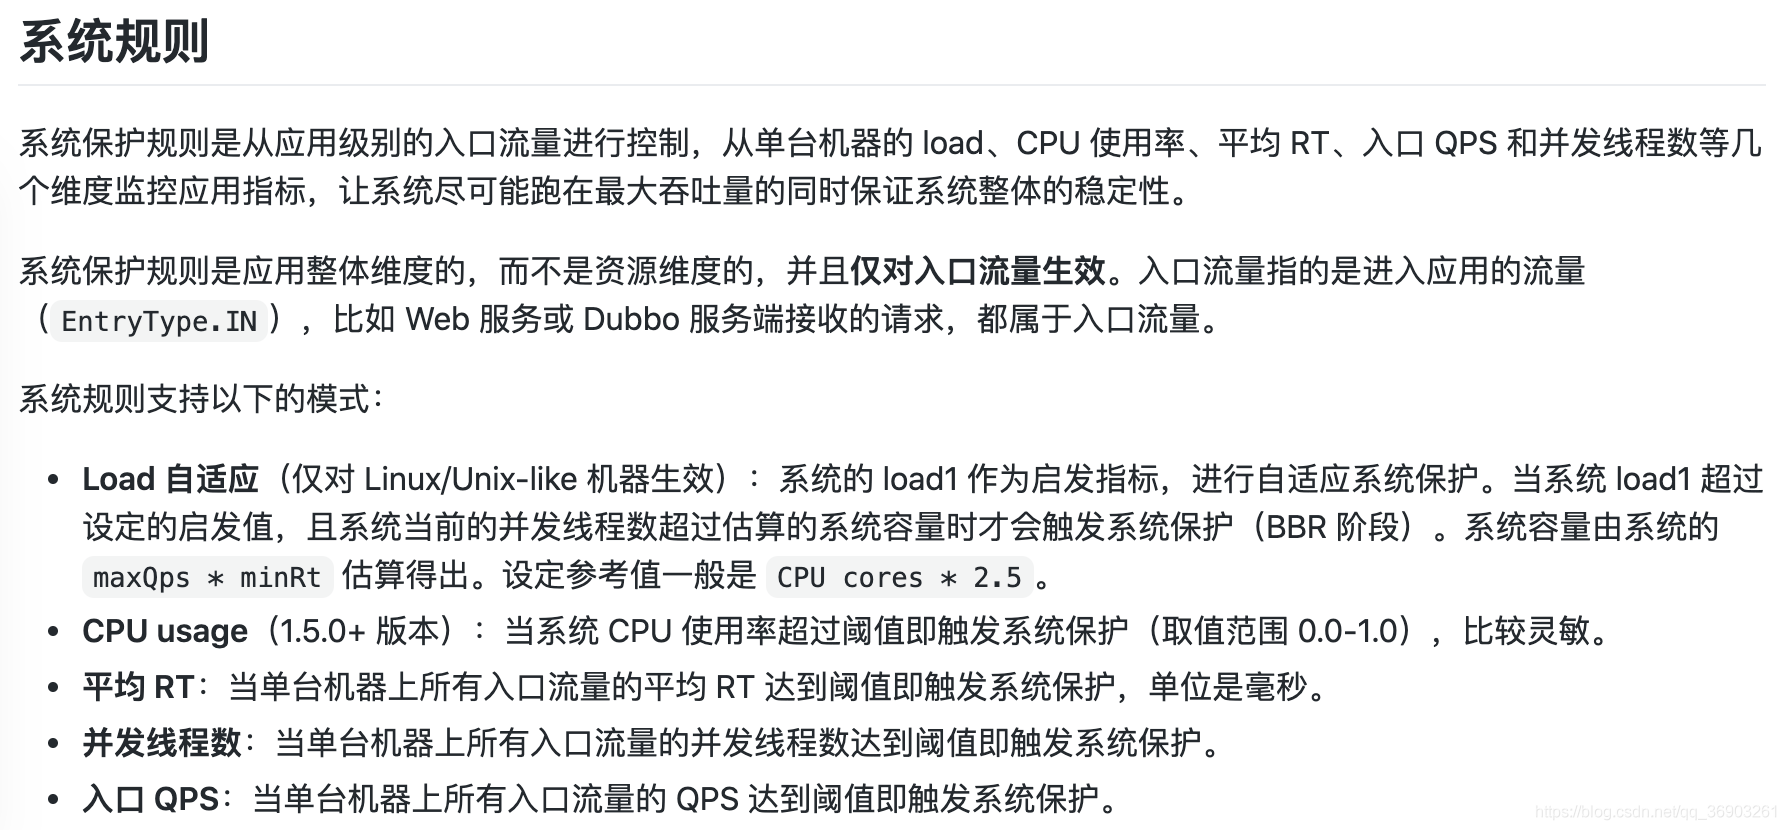 系统规则
系统保护规则是从应用级别的入口流量进行控制，从单台机器的 load、CPU 使用率、平均 RT、入口 QPS 和并发线程数等几
个维度监控应用指标，让系统尽可能跑在最大吞吐量的同时保证系统整体的稳定性。
系统保护规则是应用整体维度的，而不是资源维度的，并且仅对入口流量生效。入口流量指的是进入应用的流量
（EntryType.IN），比如 Web 服务或 Dubbo 服务端接收的请求，都属于入口流量。
系统规则支持以下的模式：
• Load 自适应（仅对 Linux/Unix-like 机器生效）：系统的 load1 作为启发指标，进行自适应系统保护。当系统 load1 超过
设定的启发值，且系统当前的并发线程数超过估算的系统容量时才会触发系统保护（BBR 阶段）。系统容量由系统的
maxQps * minRt 估算得出。设定参考值一般是 CPU cores * 2.5。
• CPU usage（1.5.0+ 版本）：当系统 CPU 使用率超过阈值即触发系统保护（取值范围 0.0-1.0），比较灵敏。
• 平均 RT：当单台机器上所有入口流量的平均 RT 达到阈值即触发系统保护，单位是毫秒。
• 并发线程数：当单台机器上所有入口流量的并发线程数达到阈值即触发系统保护。
• 入口 QPS：当单台机器上所有入口流量的 QPS 达到阈值即触发系统保护。
https://blog.csdn.net/qq_36903261